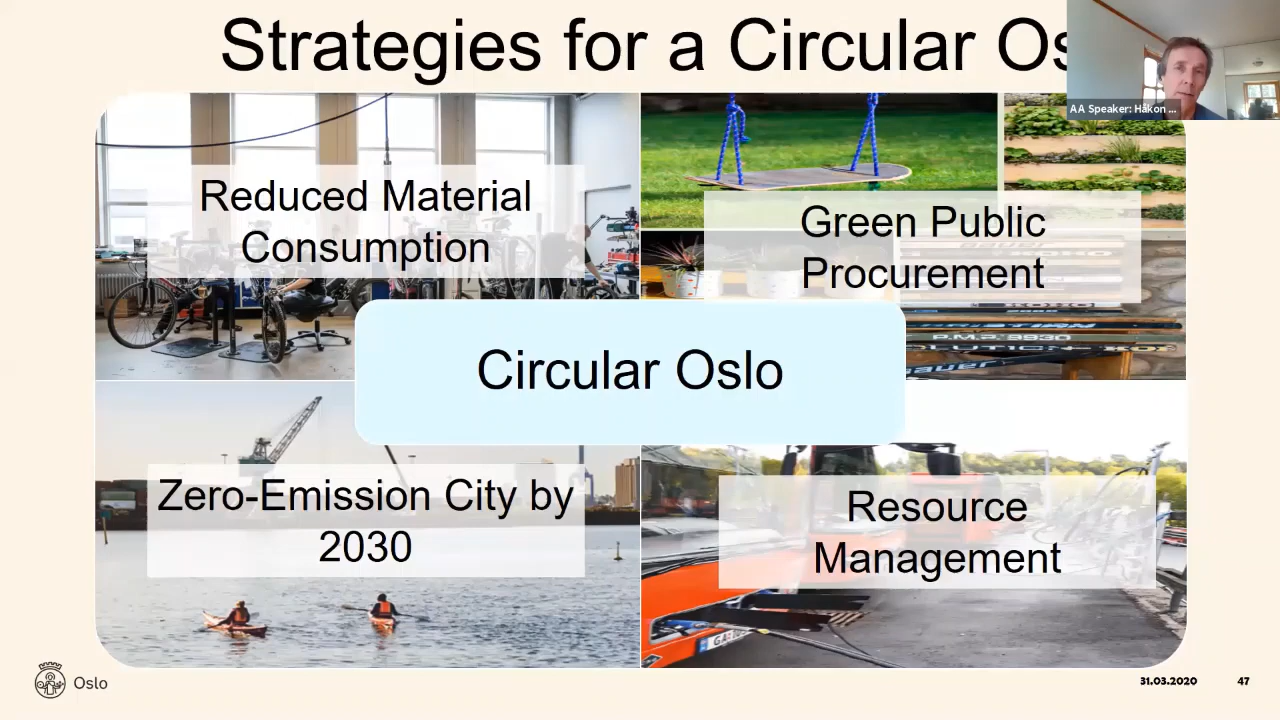 Strategies for a Circular Os
AA Speaker: Håkon ...
Reduced Material
Consumption
Green Public
Procurement
Circular Oslo
Zero-Emission City by
2030
Resource
Management
Oslo
31.03.2020
47